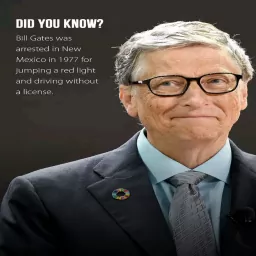 DID YOU KNOW?
Bill Gates was
arrested in New
Mexico in 1977 for
jumping a red light
and driving without
a license.